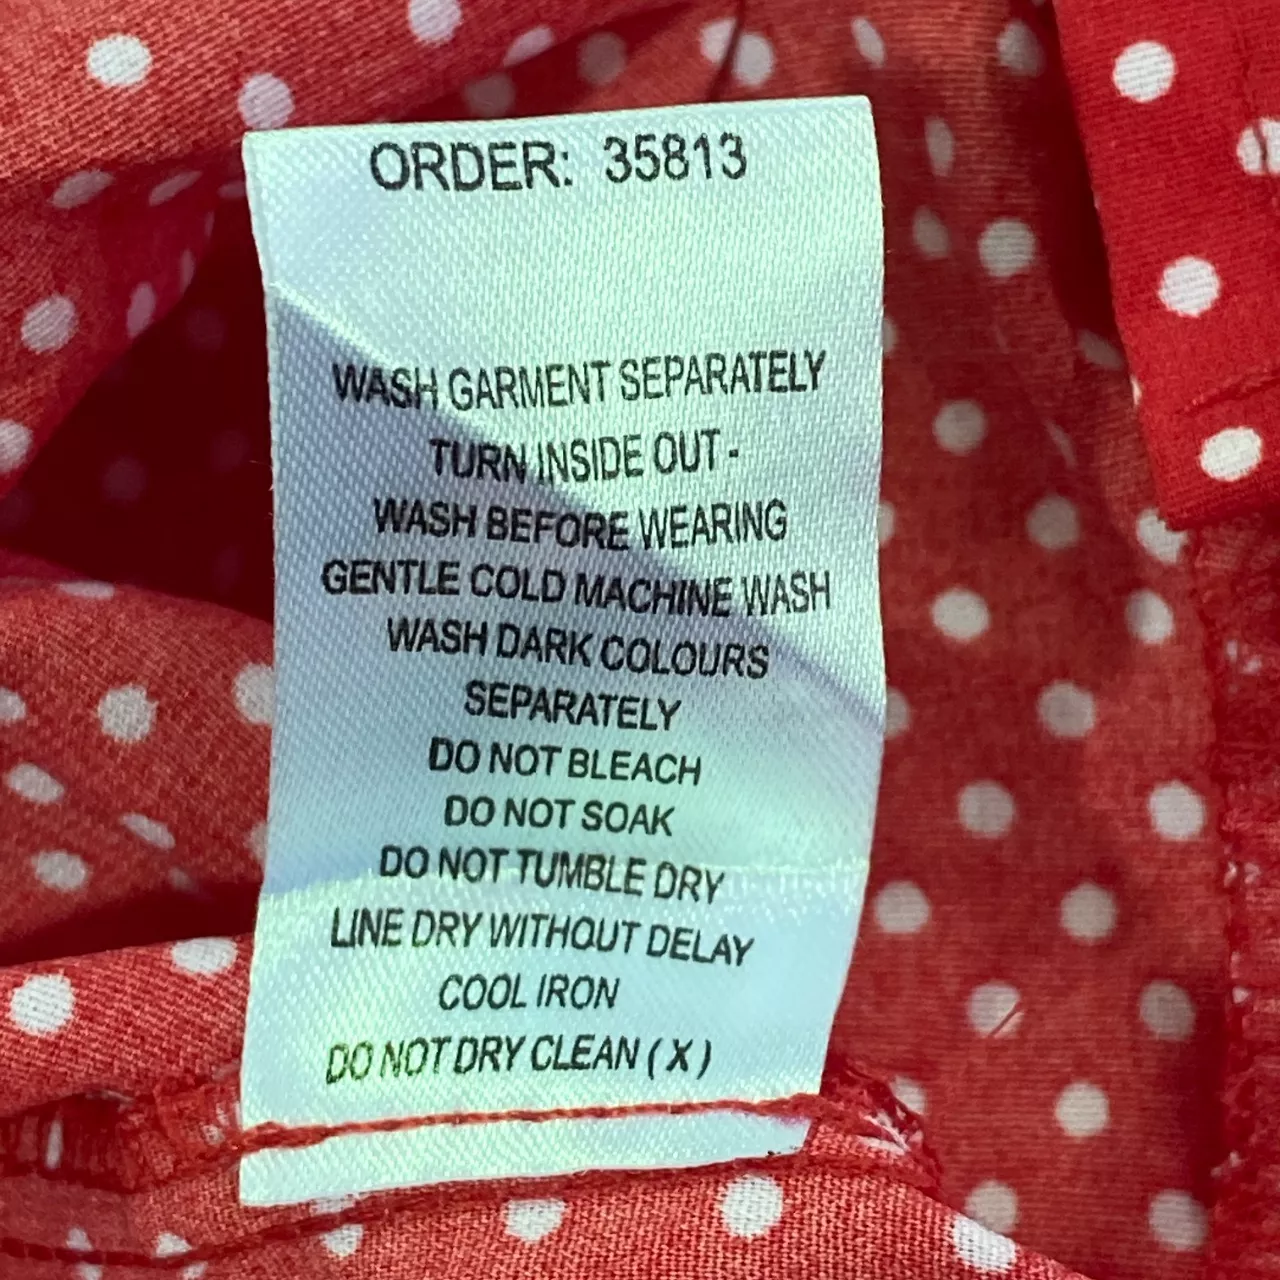 ORDER: 35813
WASH GARMENT SEPARATELY
TURN INSIDE OUT -
WASH BEFORE WEARING
GENTLE COLD MACHINE WASH
WASH DARK COLOURS
SEPARATELY
DO NOT BLEACH
DO NOT SOAK
DO NOT TUMBLE DRY
LINE DRY WITHOUT DELAY
COOL IRON
DO NOT DRY CLEAN ( X )